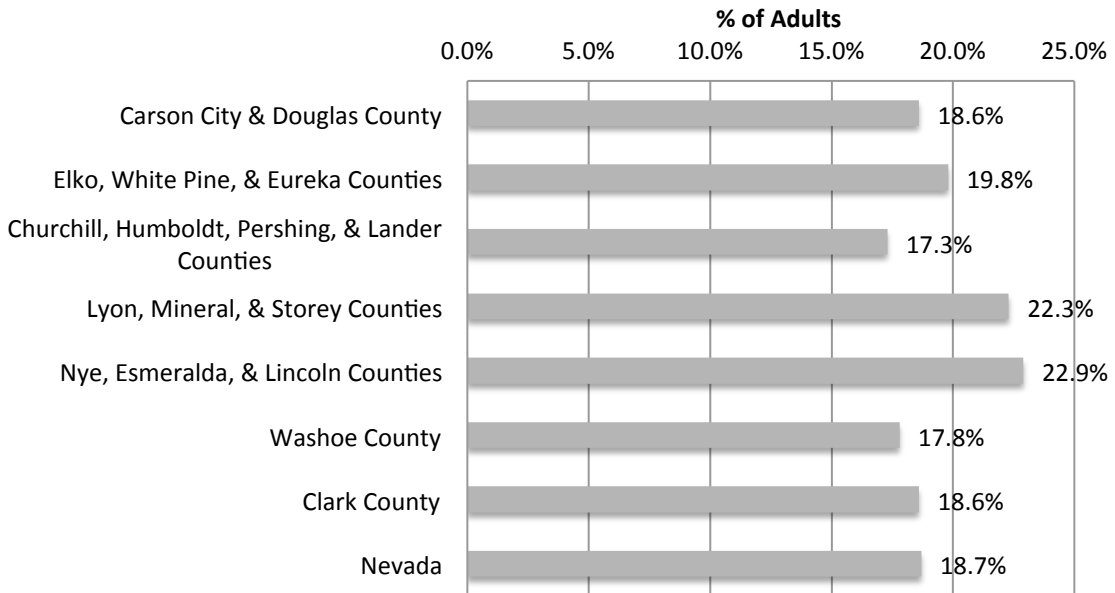 % of Adults
0.0% 5.0% 10.0% 15.0% 20.0% 25.0%
Carson City & Douglas County 18.6%
Elko, White Pine, & Eureka Counties 19.8%
Churchill, Humboldt, Pershing, & Lander
Counties 17.3%
Lyon, Mineral, & Storey Counties 22.3%
Nye, Esmeralda, & Lincoln Counties 22.9%
Washoe County 17.8%
Clark County 18.6%
Nevada 18.7%